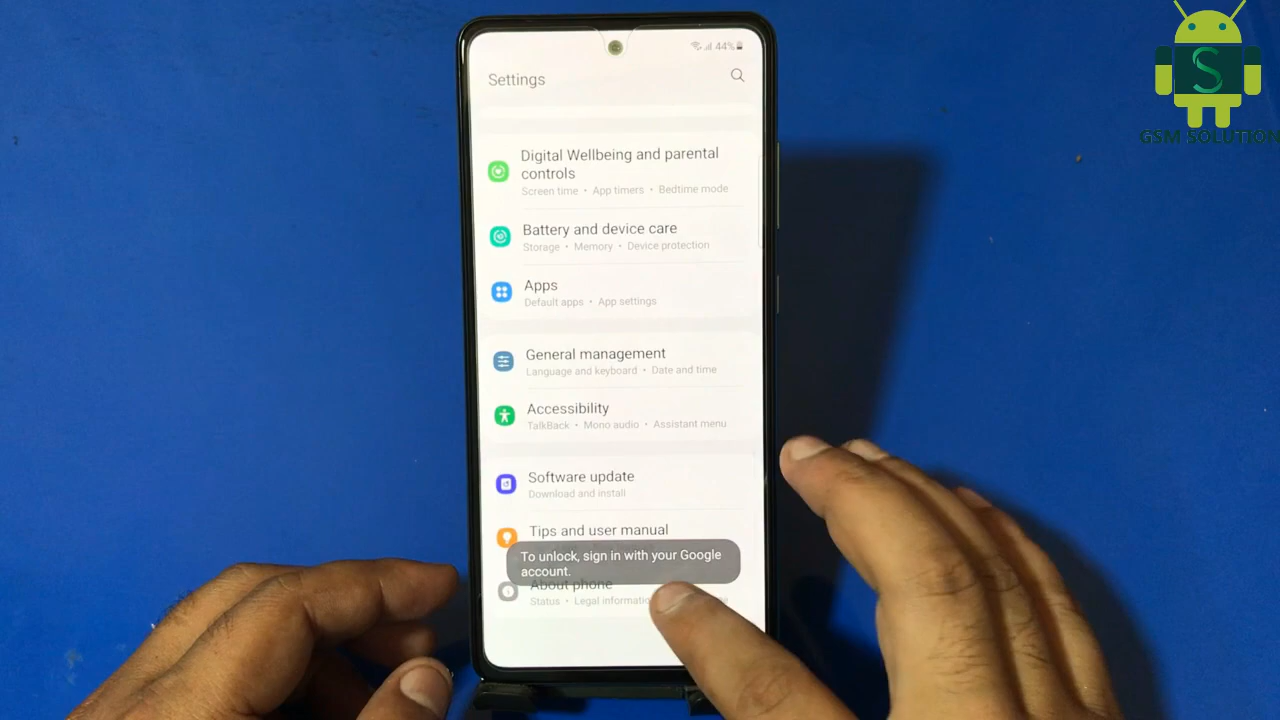 44%
Settings
Digital Wellbeing and parental
controls
Screen time • App timers • Bedtime mode
Battery and device care
Storage • Memory • Device protection
Apps
Default apps • App settings
General management
Language and keyboard • Date and time
Accessibility
TalkBack • Mono audio • Assistant menu
Software update
Download and install
Tips and user manual
To unlock, sign in with your Google
account.
About phone
Status • Legal informatio
S
GSM SOLUTION